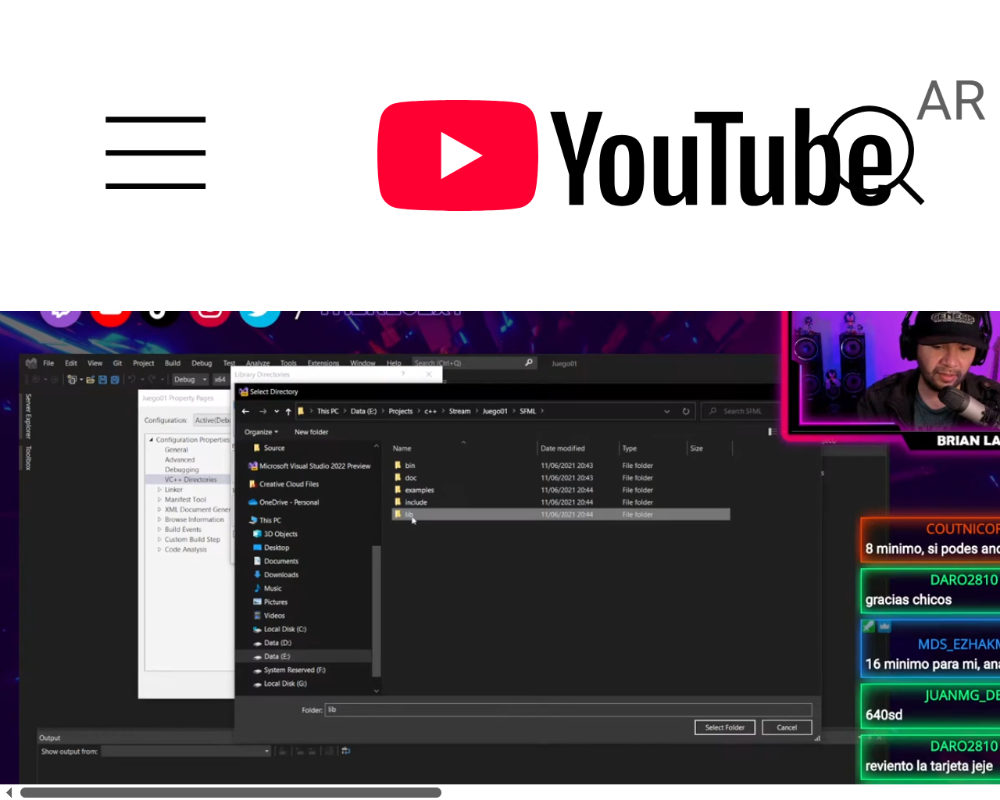 YouTube AR
File Edit View Git Project Build Debug Test Analyze Tools Extensions Window Help Search (Ctrl+Q) Juego01
Debug x64
Library Directories ? X
Juego01 Property Pages
Select Directory
Server Explorer
Toolbox
This PC > Data (E:) > Projects > c++ > Stream > Juego01 > SFML >
Search SFML
Configuration: Active(Debu
Organize
New folder
GENESIS
BRIAN LA
Configuration Properties
General
Advanced
Debugging
VC++ Directories
Linker
Manifest Tool
XML Document Gener
Browse Information
Build Events
Custom Build Step
Code Analysis
Source
Microsoft Visual Studio 2022 Preview
Creative Cloud Files
OneDrive - Personal
This PC
3D Objects
Desktop
Documents
Downloads
Music
Pictures
Videos
Local Disk (C:)
Data (D:)
Data (E:)
System Reserved (F:)
Local Disk (G:)
Name Date modified Type Size
bin 11/06/2021 20:43 File folder
doc 11/06/2021 20:43 File folder
examples 11/06/2021 20:44 File folder
include 11/06/2021 20:44 File folder
lib 11/06/2021 20:44 File folder
Folder: lib
Select Folder Cancel
Output
Show output from:
COUTNICOF
8 minimo, si podes and
DARO2810
gracias chicos
MDS_EZHAKM
16 minimo para mi, ana
JUANMG_DE
640sd
DARO2810
reviento la tarjeta jeje